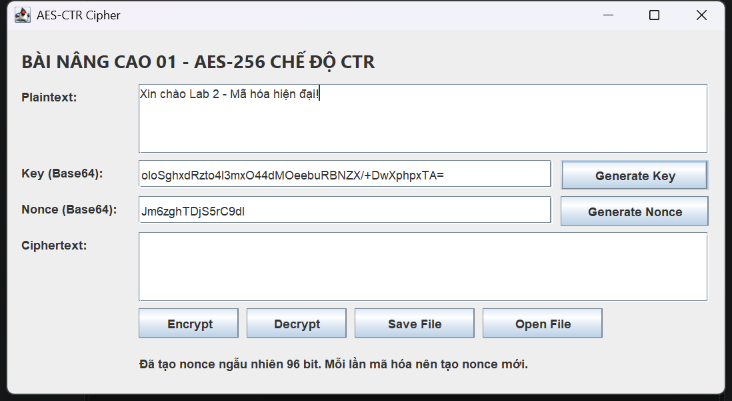 AES-CTR Cipher
BÀI NÂNG CAO 01 - AES-256 CHẾ ĐỘ CTR
Plaintext:
Xin chào Lab 2 - Mã hóa hiện đại!
Key (Base64):
oloSghxdRzto4l3mxO44dMOeebuRBNZX/+DwXphpxTA=
Generate Key
Nonce (Base64):
Jm6zghTDjS5rC9dl
Generate Nonce
Ciphertext:
Encrypt
Decrypt
Save File
Open File
Đã tạo nonce ngẫu nhiên 96 bit. Mỗi lần mã hóa nên tạo nonce mới.